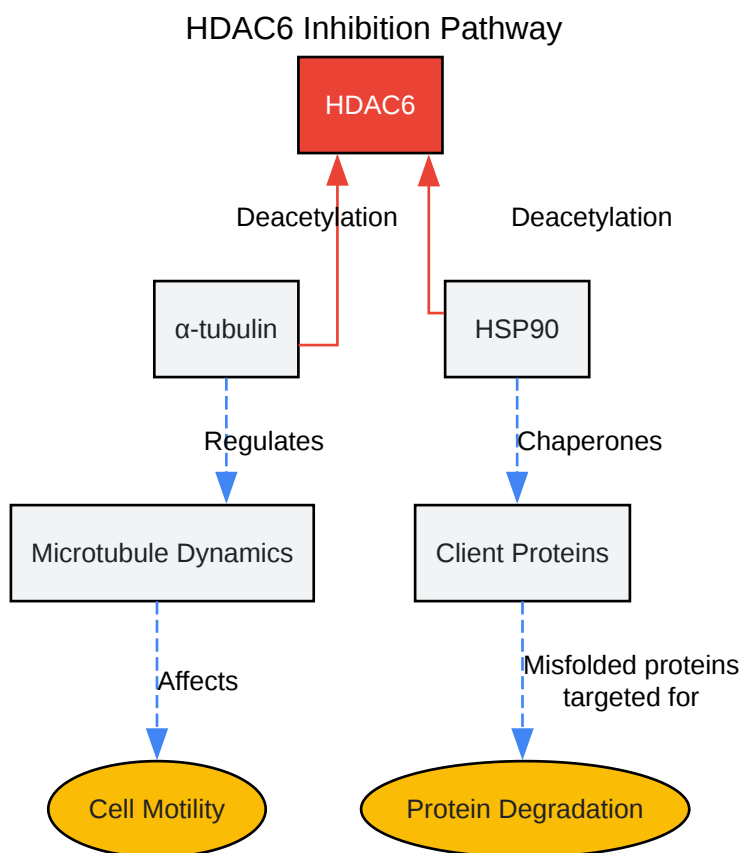 HDAC6 Inhibition Pathway
HDAC6
Deacetylation
Deacetylation
α-tubulin
HSP90
Regulates
Chaperones
Microtubule Dynamics
Client Proteins
Affects
Misfolded proteins
targeted for
Cell Motility
Protein Degradation